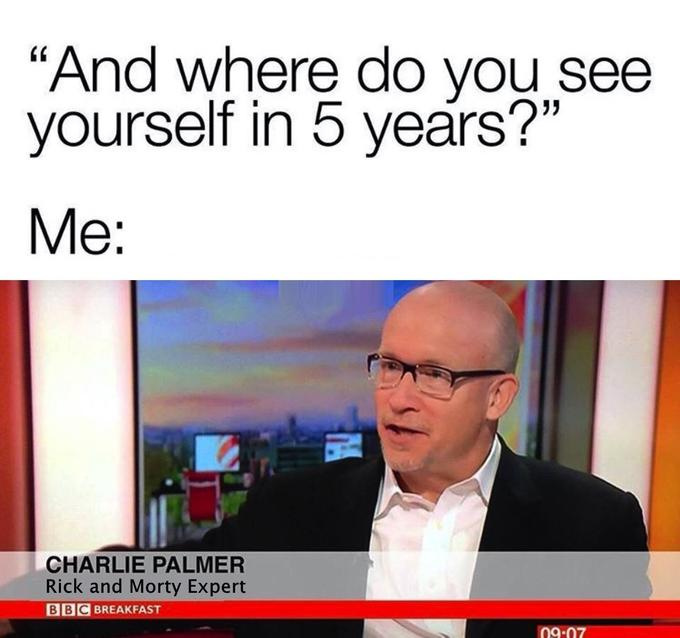 “And where do you see
yourself in 5 years?”
Me:
CHARLIE PALMER
Rick and Morty Expert
BBC BREAKFAST
09:07